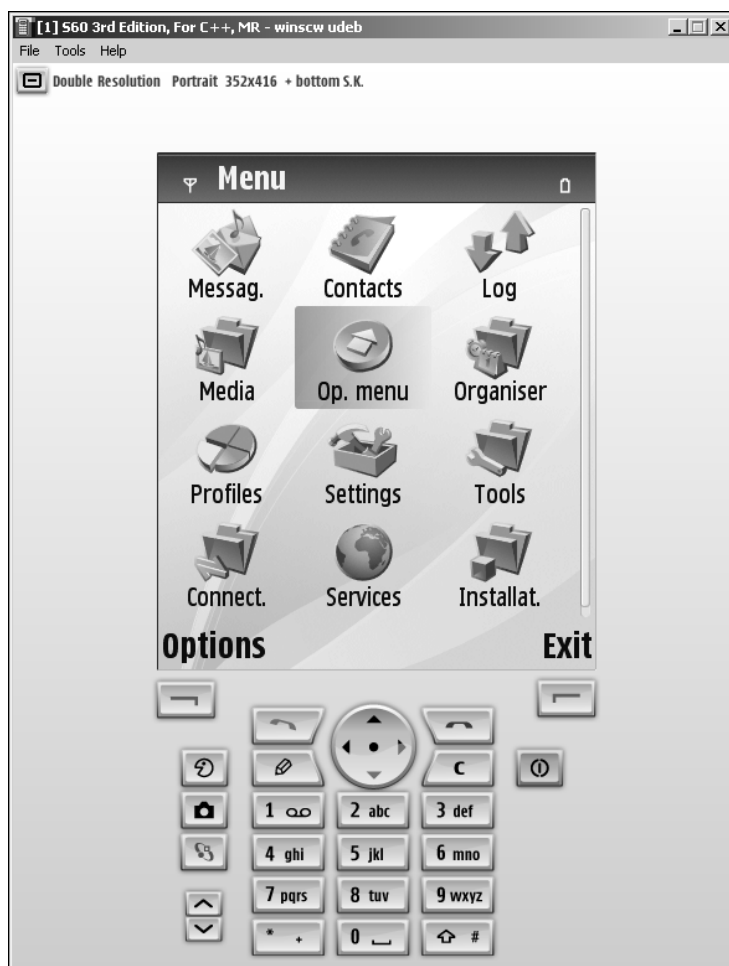 [1] S60 3rd Edition, For C++, MR - winscw udeb
File Tools Help
Double Resolution Portrait 352x416 + bottom S.K.
Menu
Messag. Contacts Log
Media Op. menu Organiser
Profiles Settings Tools
Connect. Services Installat.
Options Exit
C
1 2 abc 3 def
4 ghi 5 jkl 6 mno
7 pqrs 8 tuv 9 wxyz
* + 0 #